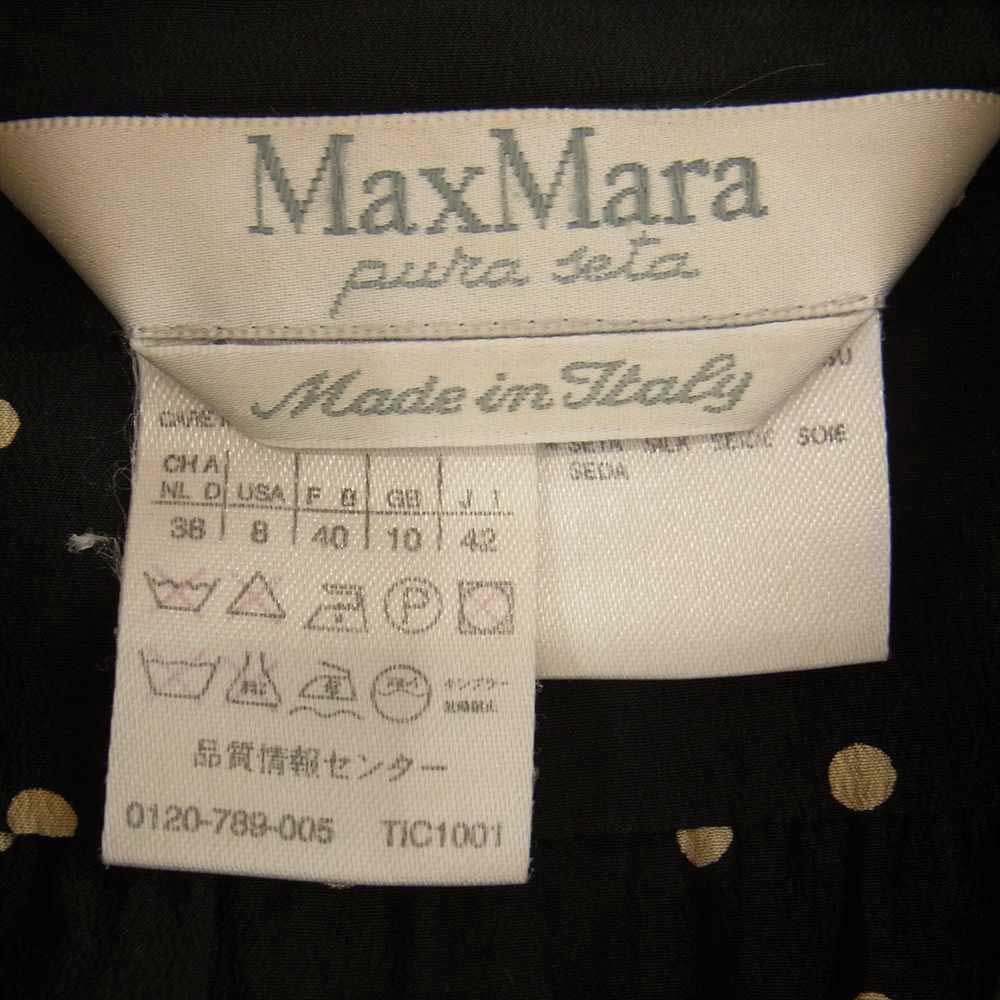 MaxMara
pura seta
Made in Italy
SETA SILK SEIDE SOIE
SEDA
CH A
NL D USA F B GB J I
38 8 40 10 42
P
品質情報センター
0120-789-005 TIC1001